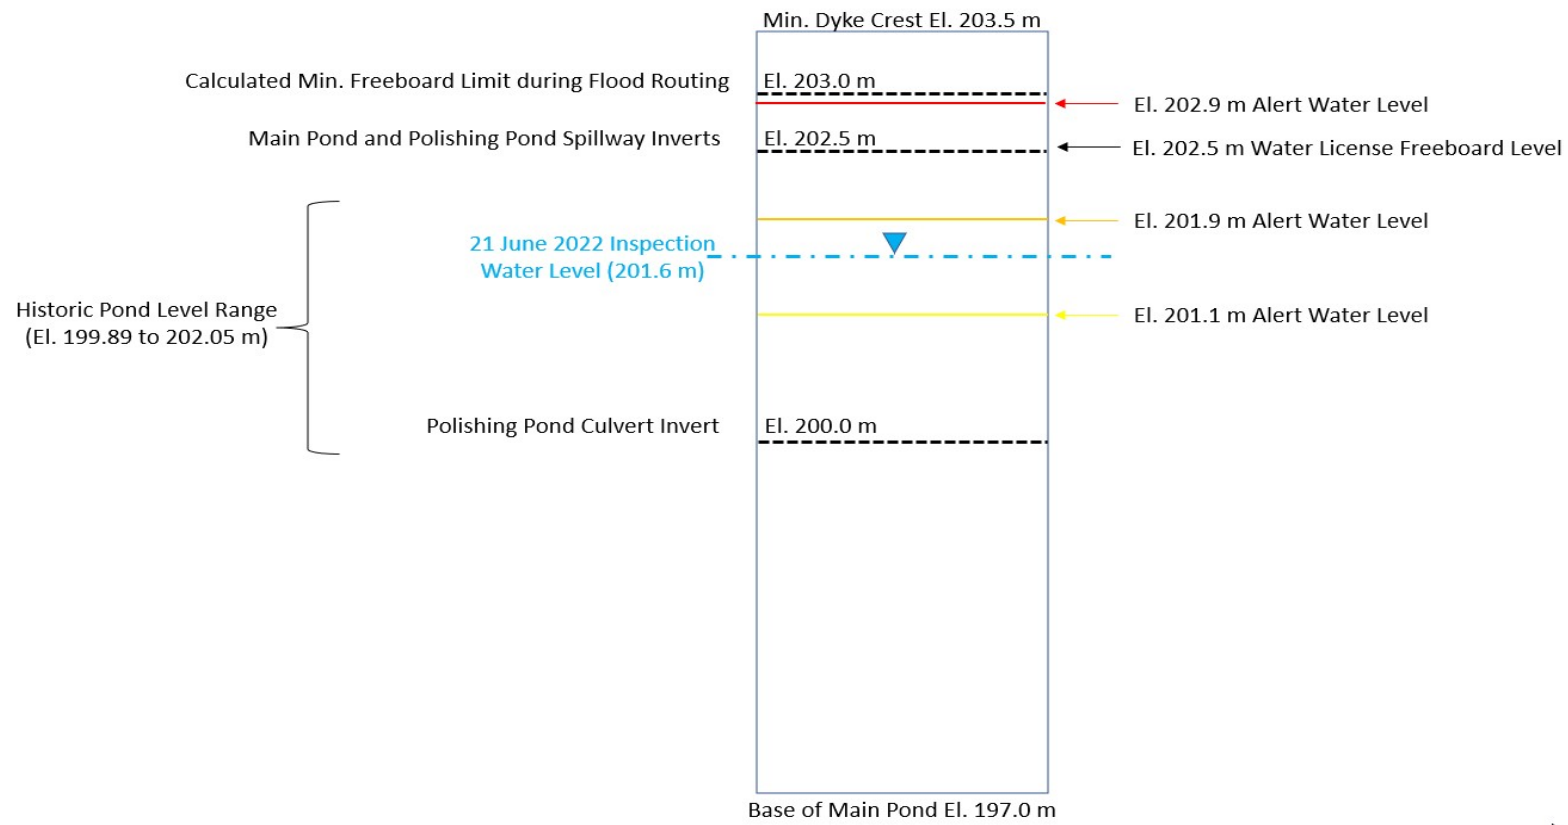 Min. Dyke Crest El. 203.5 m
Calculated Min. Freeboard Limit during Flood Routing
El. 203.0 m
El. 202.9 m Alert Water Level
Main Pond and Polishing Pond Spillway Inverts
El. 202.5 m
El. 202.5 m Water License Freeboard Level
El. 201.9 m Alert Water Level
21 June 2022 Inspection
Water Level (201.6 m)
Historic Pond Level Range
(El. 199.89 to 202.05 m)
El. 201.1 m Alert Water Level
Polishing Pond Culvert Invert
El. 200.0 m
Base of Main Pond El. 197.0 m